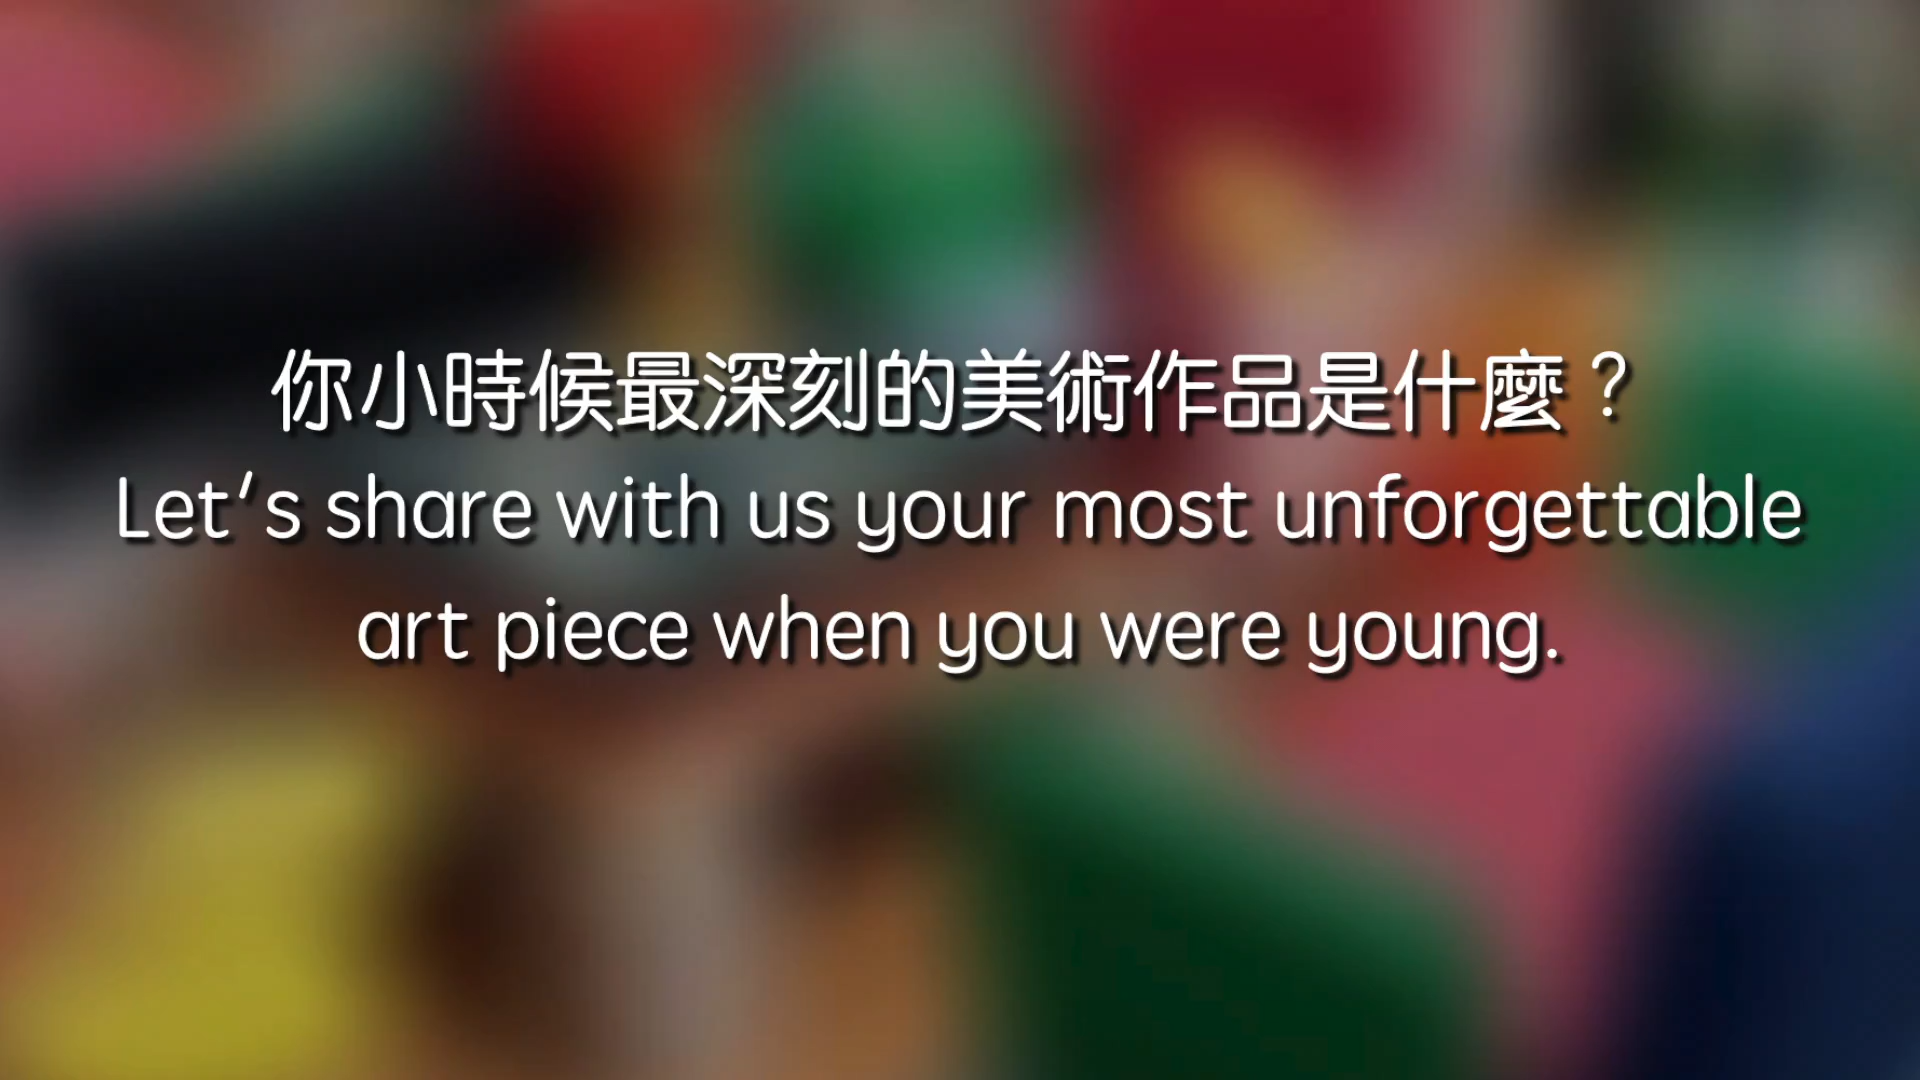 你小時候最深刻的美術作品是什麼？
Let's share with us your most unforgettable
art piece when you were young.